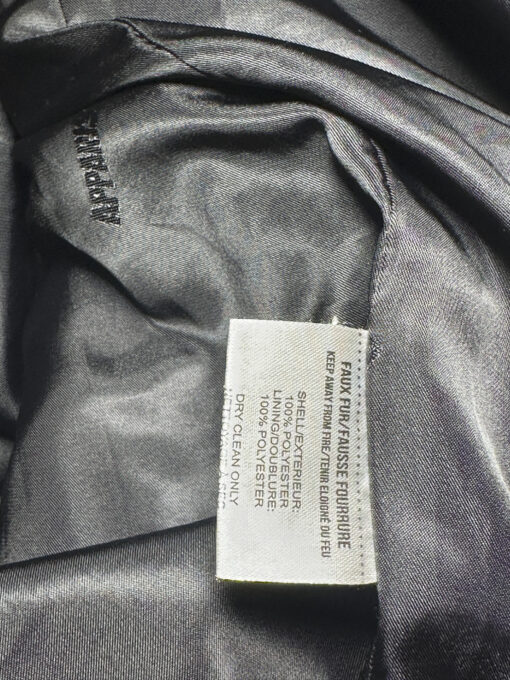 FAUX FUR/FAUSSE FOURRURE
KEEP AWAY FROM FIRE/TENIR ELOIGNÉ DU FEU
SHELL/EXTERIEUR:
100% POLYESTER
LINING/DOUBLURE:
100% POLYESTER
DRY CLEAN ONLY